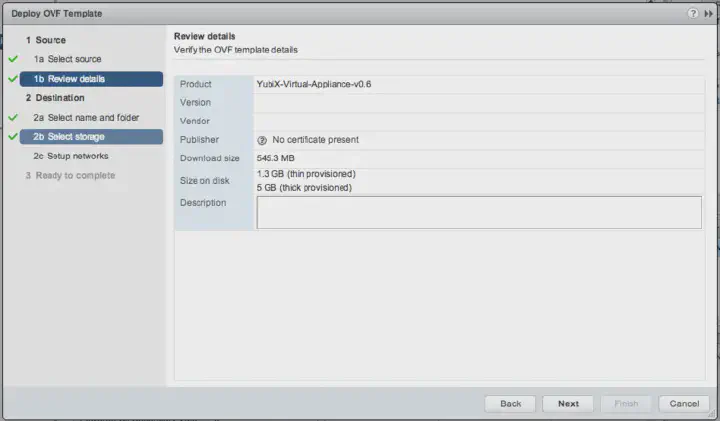 Deploy OVF Template
1 Source
1a Select source
1b Review details
2 Destination
2a Select name and folder
2b Select storage
2c Setup networks
3 Ready to complete
Review details
Verify the OVF template details
Product YubiX-Virtual-Appliance-v0.6
Version
Vendor
Publisher ? No certificate present
Download size 545.3 MB
Size on disk 1.3 GB (thin provisioned)
5 GB (thick provisioned)
Description
Back Next Finish Cancel